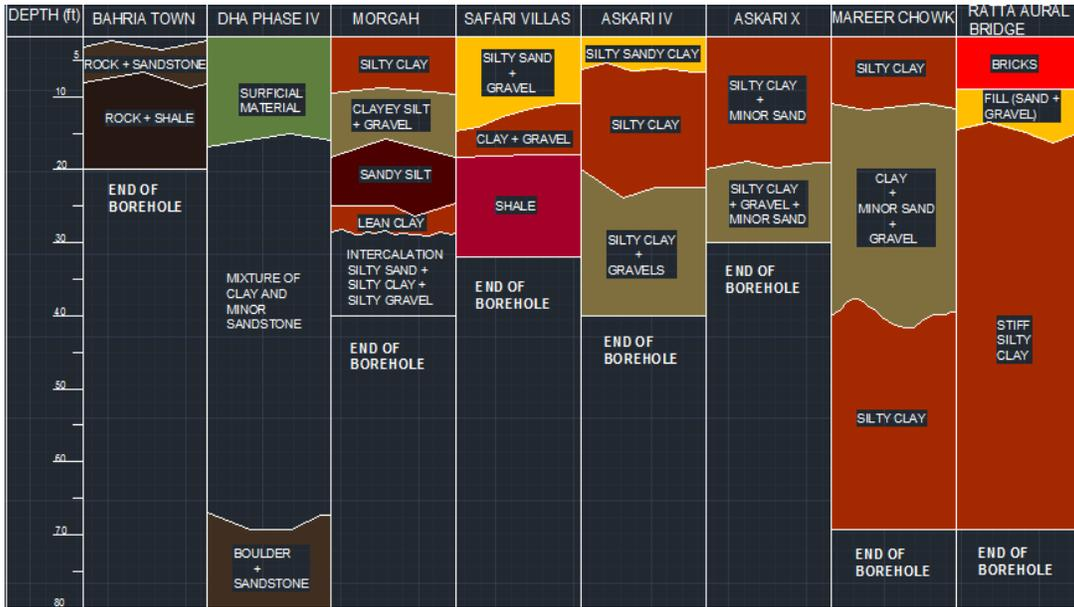 DEPTH (ft)
BAHRIA TOWN
DHA PHASE IV
MORGAH
SAFARI VILLAS
ASKARI IV
ASKARI X
MAREER CHOWK
RATTA AURAL
BRIDGE
5
10
20
30
40
50
60
70
80
ROCK + SANDSTONE
ROCK + SHALE
END OF
BOREHOLE
SURFICIAL
MATERIAL
MIXTURE OF
CLAY AND
MINOR
SANDSTONE
BOULDER
+
SANDSTONE
SILTY CLAY
CLAYEY SILT
+ GRAVEL
SANDY SILT
LEAN CLAY
INTERCALATION
SILTY SAND +
SILTY CLAY +
SILTY GRAVEL
END OF
BOREHOLE
SILTY SAND
+
GRAVEL
CLAY + GRAVEL
SHALE
END OF
BOREHOLE
SILTY SANDY CLAY
SILTY CLAY
SILTY CLAY
+
GRAVELS
END OF
BOREHOLE
SILTY CLAY
+
MINOR SAND
SILTY CLAY
+ GRAVEL +
MINOR SAND
END OF
BOREHOLE
SILTY CLAY
CLAY
+
MINOR SAND
+
GRAVEL
SILTY CLAY
END OF
BOREHOLE
BRICKS
FILL (SAND +
GRAVEL)
STIFF
SILTY
CLAY
END OF
BOREHOLE